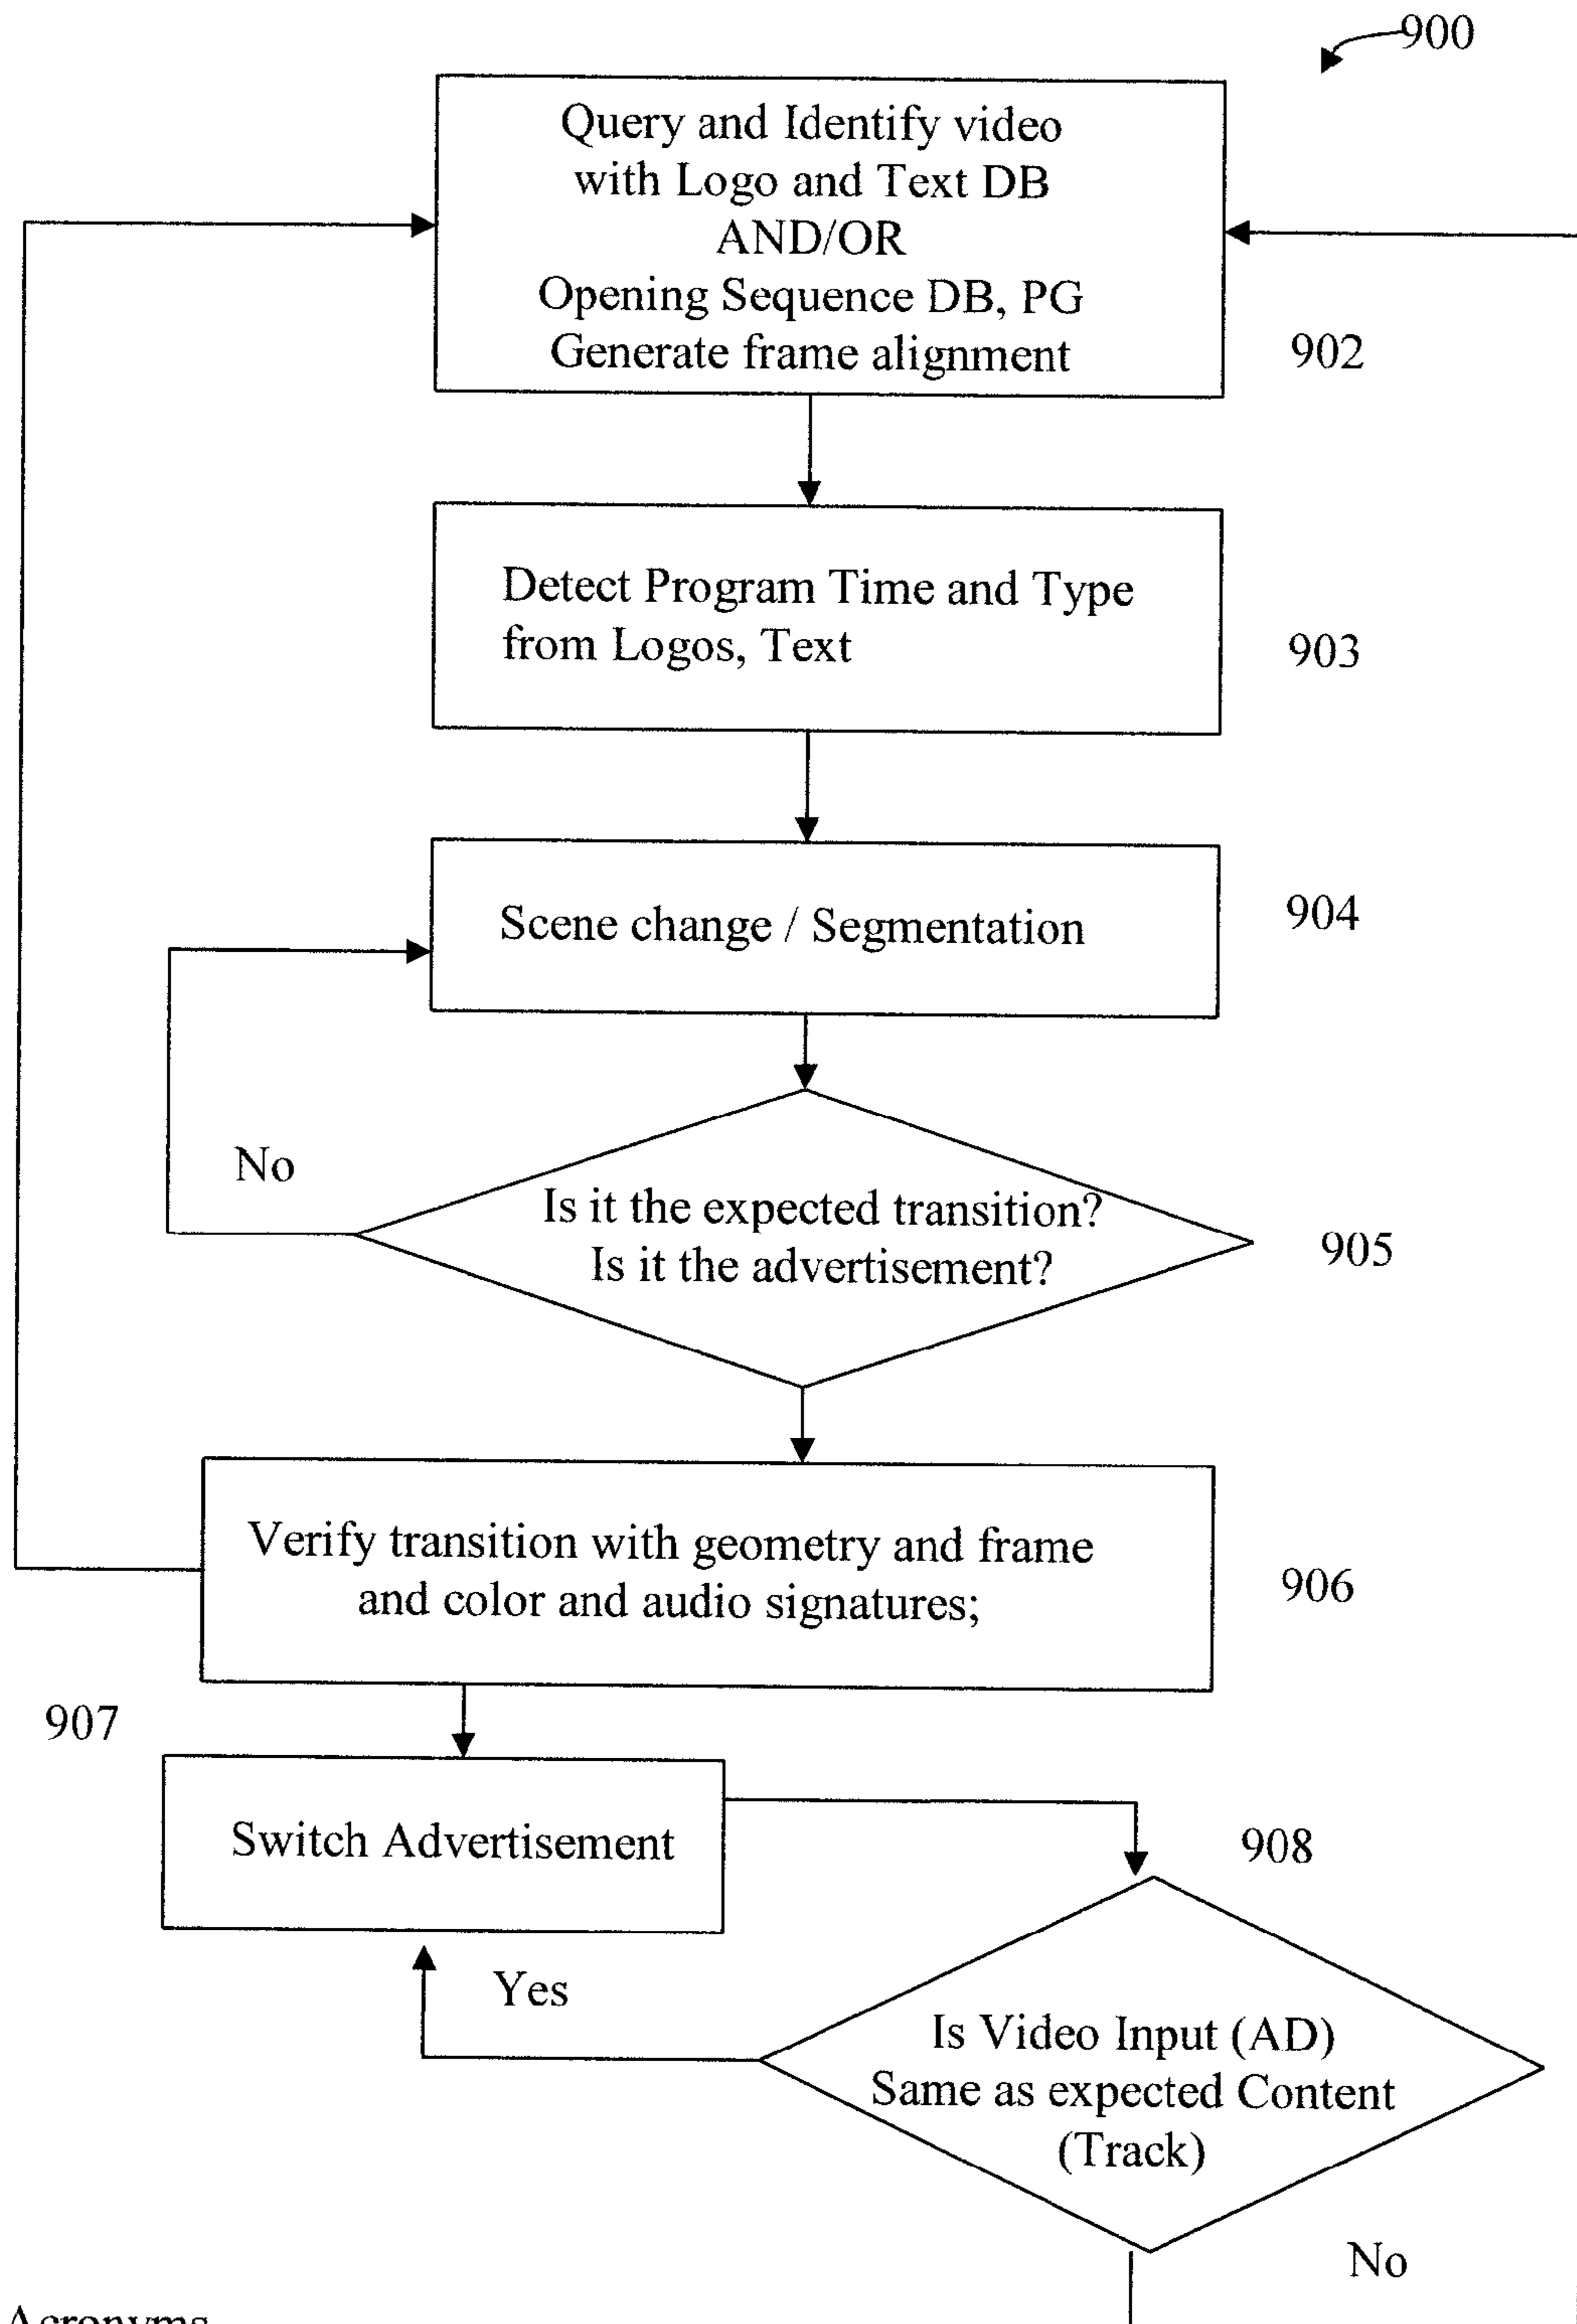 900
Query and Identify video
with Logo and Text DB
AND/OR
Opening Sequence DB, PG
Generate frame alignment
902
Detect Program Time and Type
from Logos, Text
903
Scene change / Segmentation
904
No
Is it the expected transition?
Is it the advertisement?
905
Verify transition with geometry and frame
and color and audio signatures;
906
907
Switch Advertisement
908
Yes
Is Video Input (AD)
Same as expected Content
(Track)
No
Acronyms